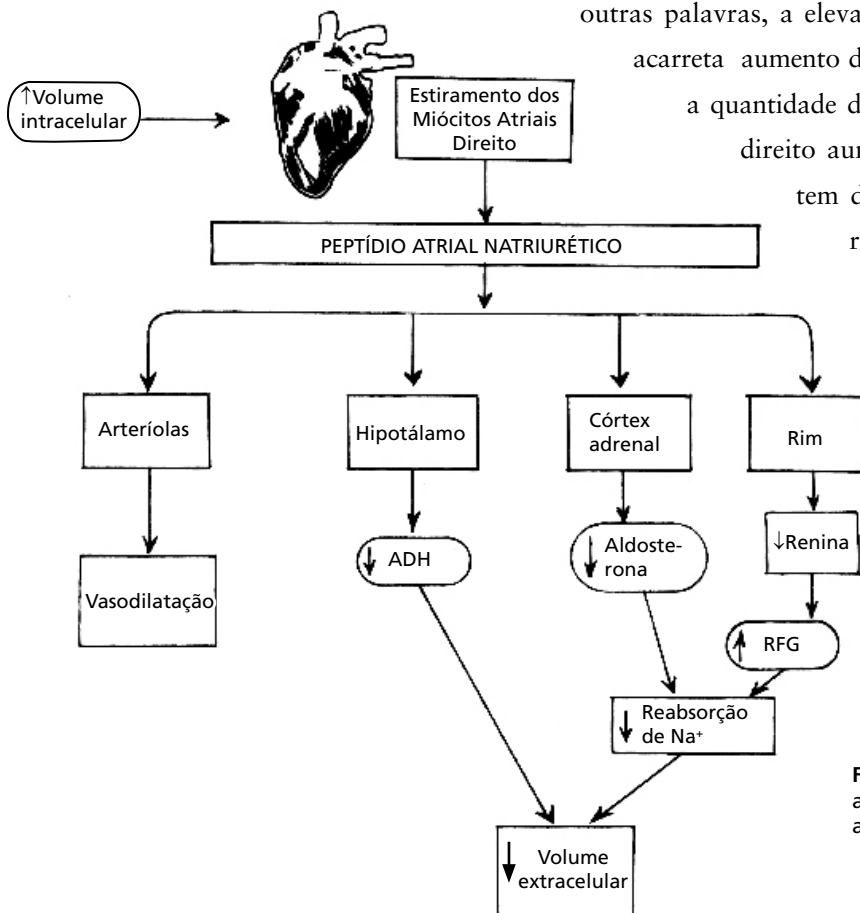 outras palavras, a eleva
acarreta aumento d
a quantidade d
direito aur
tem d
r
↑Volume
intracelular
Estiramento dos
Miócitos Atriais
Direito
PEPTÍDIO ATRIAL NATRIURÉTICO
Arteríolas
Hipotálamo
Córtex
adrenal
Rim
Vasodilatação
↓ ADH
↓ Aldoste-
rona
↓Renina
↑ RFG
↓ Reabsorção
de Na⁺
↓ Volume
extracelular
F
a
a